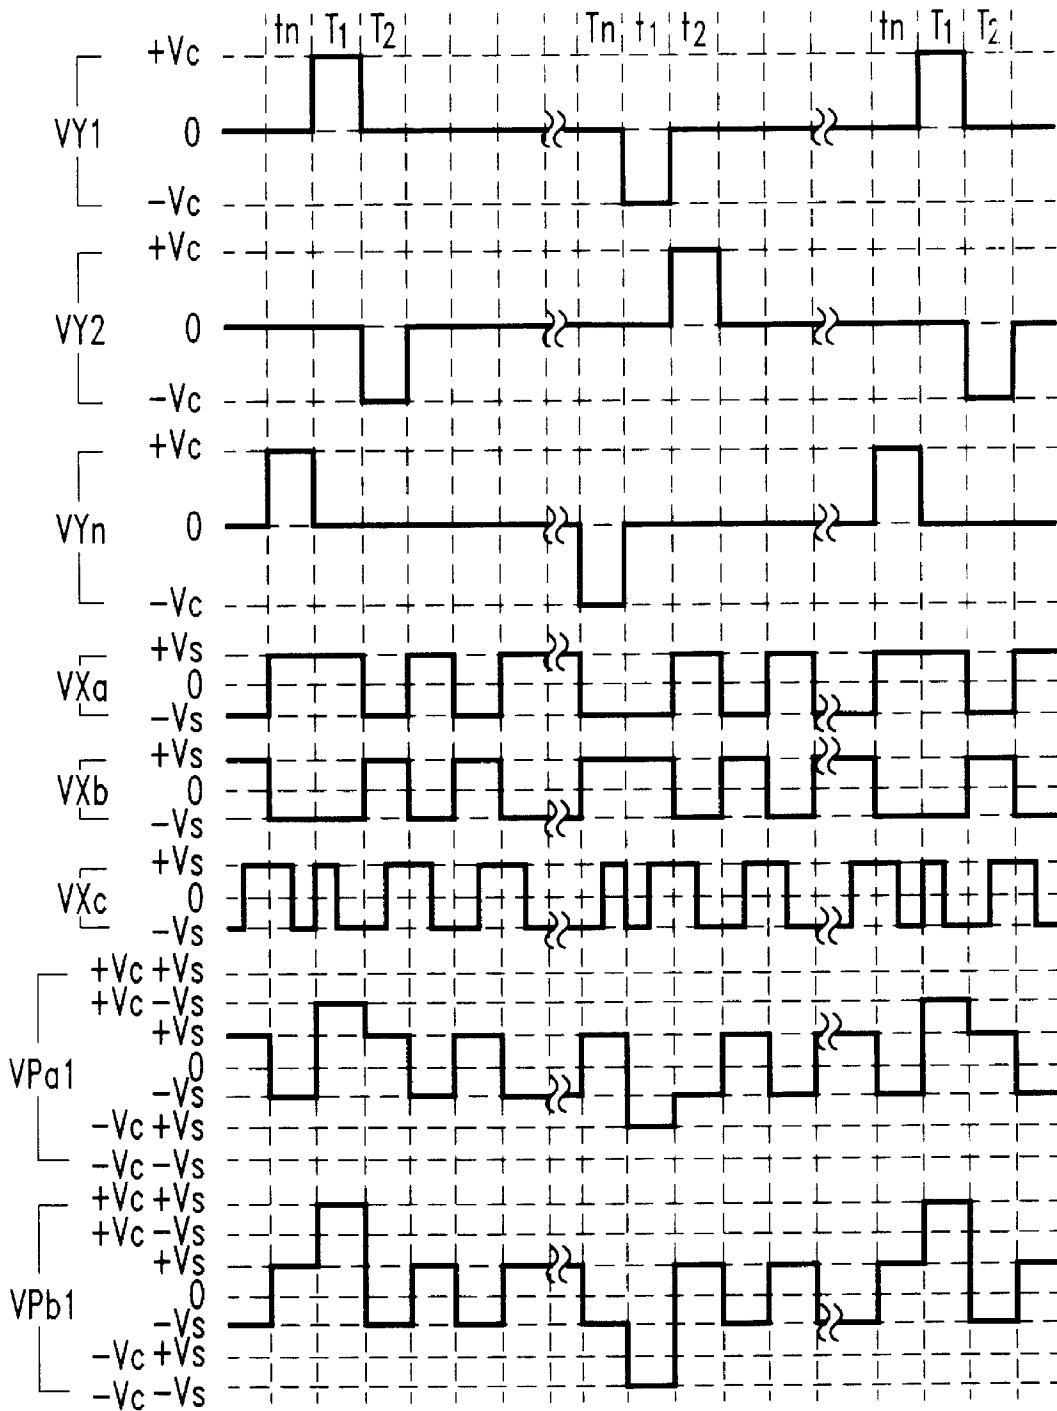 tn T1 T2 Tn t1 t2 tn T1 T2
+Vc
VY1 0
-Vc
+Vc
VY2 0
-Vc
+Vc
VYn 0
-Vc
+Vs
VXa 0
-Vs
+Vs
VXb 0
-Vs
+Vs
VXc 0
-Vs
+Vc +Vs
+Vc -Vs
+Vs
VPa1 0
-Vs
-Vc +Vs
-Vc -Vs
+Vc +Vs
+Vc -Vs
+Vs
VPb1 0
-Vs
-Vc +Vs
-Vc -Vs